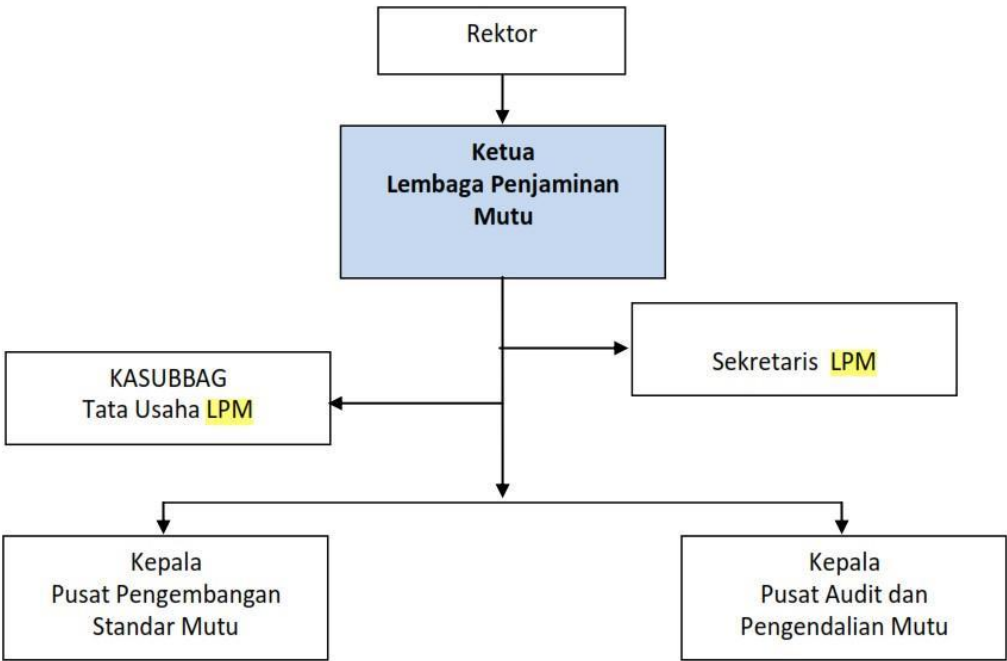 Rektor
Ketua
Lembaga Penjaminan
Mutu
Sekretaris LPM
KASUBBAG
Tata Usaha LPM
Kepala
Pusat Pengembangan
Standar Mutu
Kepala
Pusat Audit dan
Pengendalian Mutu